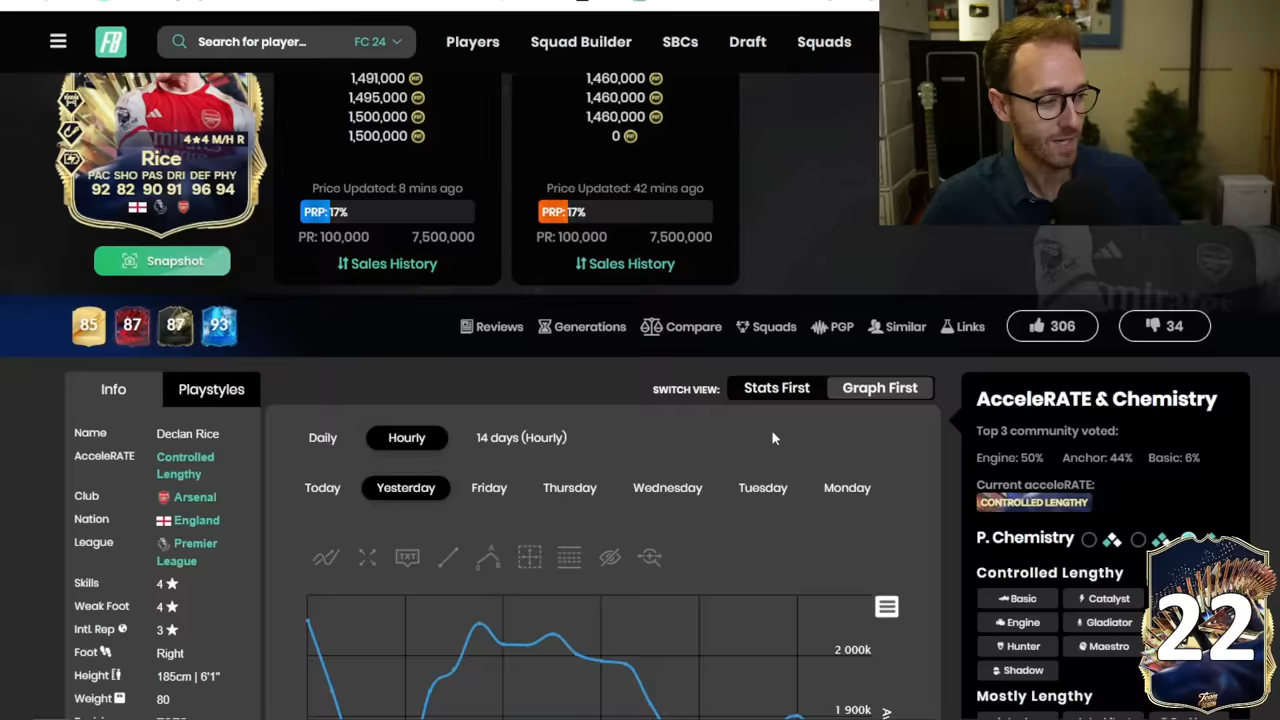 FB
Search for player...
FC 24
Players
Squad Builder
SBCs
Draft
Squads
4★4 M/H R
Rice
PAC SHO PAS DRI DEF PHY
92 82 90 91 96 94
1,491,000
1,495,000
1,500,000
1,500,000
Price Updated: 8 mins ago
PRP: 17%
PR: 100,000
7,500,000
Sales History
1,460,000
1,460,000
1,460,000
0
Price Updated: 42 mins ago
PRP: 17%
PR: 100,000
7,500,000
Sales History
Snapshot
85
87
87
93
Reviews
Generations
Compare
Squads
PGP
Similar
Links
306
34
Info
Playstyles
SWITCH VIEW:
Stats First
Graph First
Name
Declan Rice
AcceleRATE
Controlled
Lengthy
Club
Arsenal
Nation
England
League
Premier
League
Skills
4 ★
Weak Foot
4 ★
Intl. Rep
3 ★
Foot
Right
Height
185cm | 6'1"
Weight
80
Daily
Hourly
14 days (Hourly)
Today
Yesterday
Friday
Thursday
Wednesday
Tuesday
Monday
TXT
2 000k
1 900k
AcceleRATE & Chemistry
Top 3 community voted:
Engine: 50%
Anchor: 44%
Basic: 6%
Current acceleRATE:
CONTROLLED LENGTHY
P. Chemistry
Controlled Lengthy
Basic
Catalyst
Engine
Gladiator
Hunter
Maestro
Shadow
Mostly Lengthy
22